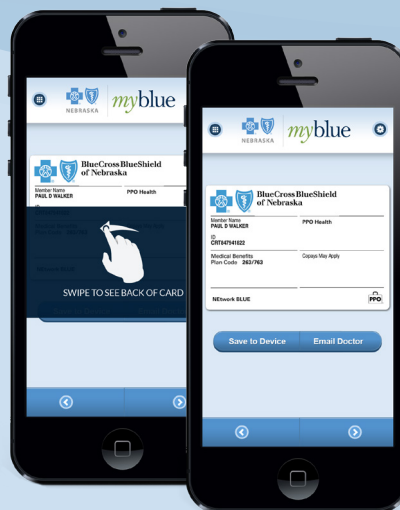 NEBRASKA
myblue
BlueCross BlueShield
of Nebraska
Member Name
PAUL D WALKER
PPO Health
SWIPE TO SEE BACK OF CARD
NEBRASKA
myblue
BlueCross BlueShield
of Nebraska
Member Name
PAUL D WALKER
PPO Health
ID
CRT847541022
Medical Benefits
Plan Code 263/763
Copays May Apply
NEtwork BLUE
PPO
Save to Device
Email Doctor